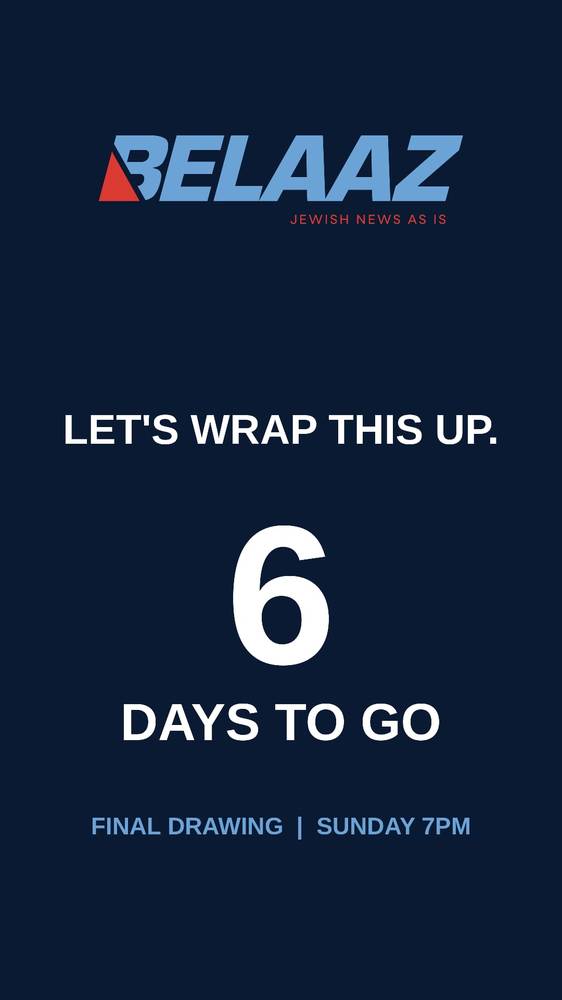 BELAAZ
JEWISH NEWS AS IS
LET'S WRAP THIS UP.
6
DAYS TO GO
FINAL DRAWING | SUNDAY 7PM